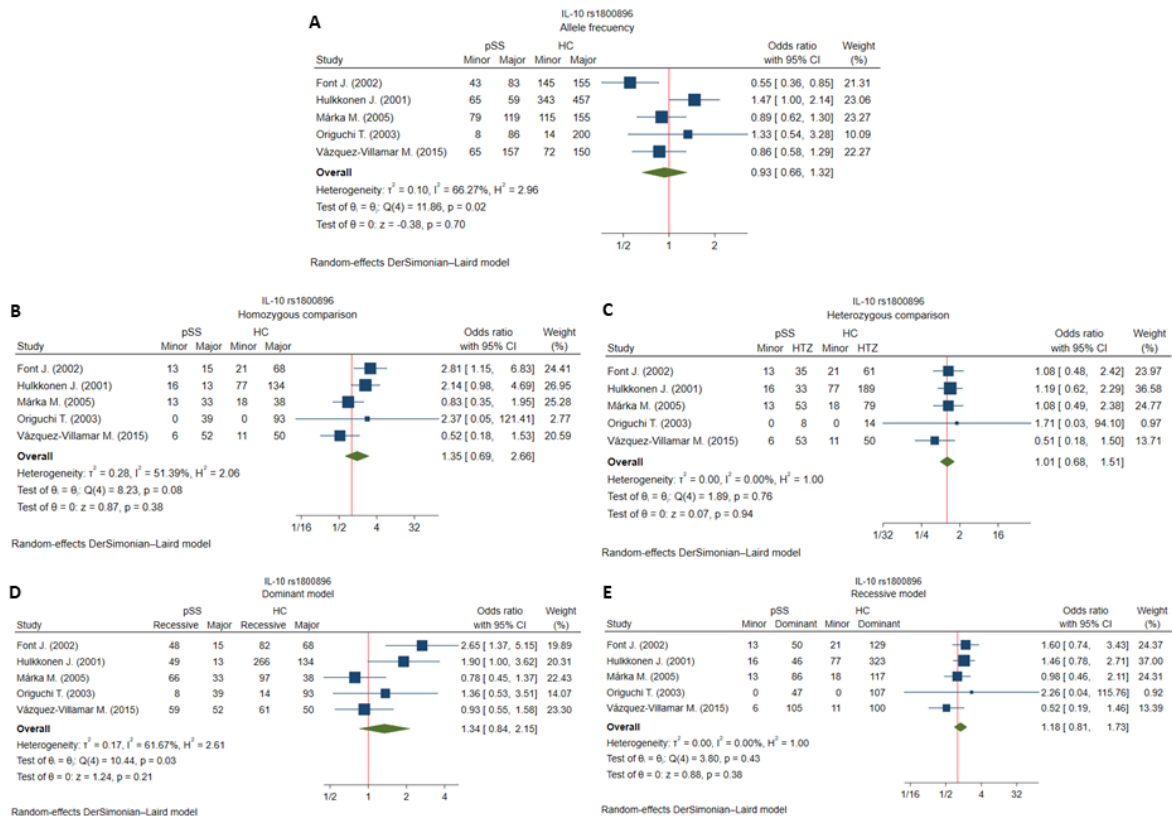 A
IL-10 rs1800896
Allele frecuency
pSS HC Odds ratio Weight
Study Minor Major Minor Major with 95% CI (%)
Font J. (2002) 43 83 145 155 0.55 [ 0.36, 0.85] 21.31
Hulkkonen J. (2001) 65 59 343 457 1.47 [ 1.00, 2.14] 23.06
Márka M. (2005) 79 119 115 155 0.89 [ 0.62, 1.30] 23.27
Origuchi T. (2003) 8 86 14 200 1.33 [ 0.54, 3.28] 10.09
Vázquez-Villamar M. (2015) 65 157 72 150 0.86 [ 0.58, 1.29] 22.27
Overall 0.93 [ 0.66, 1.32]
Heterogeneity: τ² = 0.10, I² = 66.27%, H² = 2.96
Test of θᵢ = θⱼ: Q(4) = 11.86, p = 0.02
Test of θ = 0: z = -0.38, p = 0.70
1/2 1 2
Random-effects DerSimonian–Laird model
B
IL-10 rs1800896
Homozygous comparison
pSS HC Odds ratio Weight
Study Minor Major Minor Major with 95% CI (%)
Font J. (2002) 13 15 21 68 2.81 [ 1.15, 6.83] 24.41
Hulkkonen J. (2001) 16 13 77 134 2.14 [ 0.98, 4.69] 26.95
Márka M. (2005) 13 33 18 38 0.83 [ 0.35, 1.95] 25.28
Origuchi T. (2003) 0 39 0 93 2.37 [ 0.05, 121.41] 2.77
Vázquez-Villamar M. (2015) 6 52 11 50 0.52 [ 0.18, 1.53] 20.59
Overall 1.35 [ 0.69, 2.66]
Heterogeneity: τ² = 0.28, I² = 51.39%, H² = 2.06
Test of θᵢ = θⱼ: Q(4) = 8.23, p = 0.08
Test of θ = 0: z = 0.87, p = 0.38
1/16 1/2 4 32
Random-effects DerSimonian–Laird model
C
IL-10 rs1800896
Heterozygous comparison
pSS HC Odds ratio Weight
Study Minor HTZ Minor HTZ with 95% CI (%)
Font J. (2002) 13 35 21 61 1.08 [ 0.48, 2.42] 23.97
Hulkkonen J. (2001) 16 33 77 189 1.19 [ 0.62, 2.29] 36.58
Márka M. (2005) 13 53 18 79 1.08 [ 0.49, 2.38] 24.77
Origuchi T. (2003) 0 8 0 14 1.71 [ 0.03, 94.10] 0.97
Vázquez-Villamar M. (2015) 6 53 11 50 0.51 [ 0.18, 1.50] 13.71
Overall 1.01 [ 0.68, 1.51]
Heterogeneity: τ² = 0.00, I² = 0.00%, H² = 1.00
Test of θᵢ = θⱼ: Q(4) = 1.89, p = 0.76
Test of θ = 0: z = 0.07, p = 0.94
1/32 1/4 2 16
Random-effects DerSimonian–Laird model
D
IL-10 rs1800896
Dominant model
pSS HC Odds ratio Weight
Study Recessive Major Recessive Major with 95% CI (%)
Font J. (2002) 48 15 82 68 2.65 [ 1.37, 5.15] 19.89
Hulkkonen J. (2001) 49 13 266 134 1.90 [ 1.00, 3.62] 20.31
Márka M. (2005) 66 33 97 38 0.78 [ 0.45, 1.37] 22.43
Origuchi T. (2003) 8 39 14 93 1.36 [ 0.53, 3.51] 14.07
Vázquez-Villamar M. (2015) 59 52 61 50 0.93 [ 0.55, 1.58] 23.30
Overall 1.34 [ 0.84, 2.15]
Heterogeneity: τ² = 0.17, I² = 61.67%, H² = 2.61
Test of θᵢ = θⱼ: Q(4) = 10.44, p = 0.03
Test of θ = 0: z = 1.24, p = 0.21
1/2 1 2 4
Random-effects DerSimonian–Laird model
E
IL-10 rs1800896
Recessive model
pSS HC Odds ratio Weight
Study Minor Dominant Minor Dominant with 95% CI (%)
Font J. (2002) 13 50 21 129 1.60 [ 0.74, 3.43] 24.37
Hulkkonen J. (2001) 16 46 77 323 1.46 [ 0.78, 2.71] 37.00
Márka M. (2005) 13 86 18 117 0.98 [ 0.46, 2.11] 24.31
Origuchi T. (2003) 0 47 0 107 2.26 [ 0.04, 115.76] 0.92
Vázquez-Villamar M. (2015) 6 105 11 100 0.52 [ 0.19, 1.46] 13.39
Overall 1.18 [ 0.81, 1.73]
Heterogeneity: τ² = 0.00, I² = 0.00%, H² = 1.00
Test of θᵢ = θⱼ: Q(4) = 3.80, p = 0.43
Test of θ = 0: z = 0.88, p = 0.38
1/16 1/2 4 32
Random-effects DerSimonian–Laird model